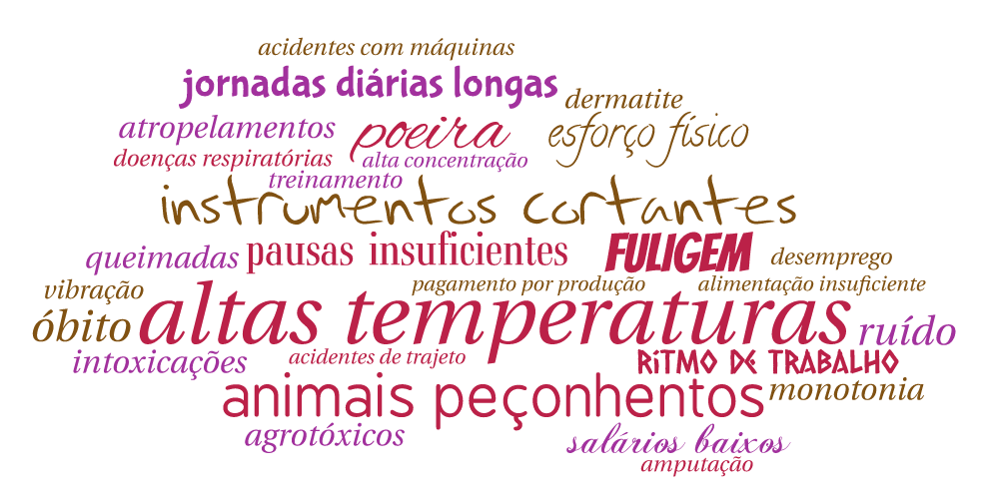 acidentes com máquinas
jornadas diárias longas
dermatite
atropelamentos
poeira
esforço físico
doenças respiratórias
alta concentração
treinamento
instrumentos cortantes
queimadas
pausas insuficientes
FULIGEM
desemprego
vibração
pagamento por produção
alimentação insuficiente
óbito
altas temperaturas
ruído
intoxicações
acidentes de trajeto
RITMO DE TRABALHO
animais peçonhentos
monotonia
agrotóxicos
salários baixos
amputação